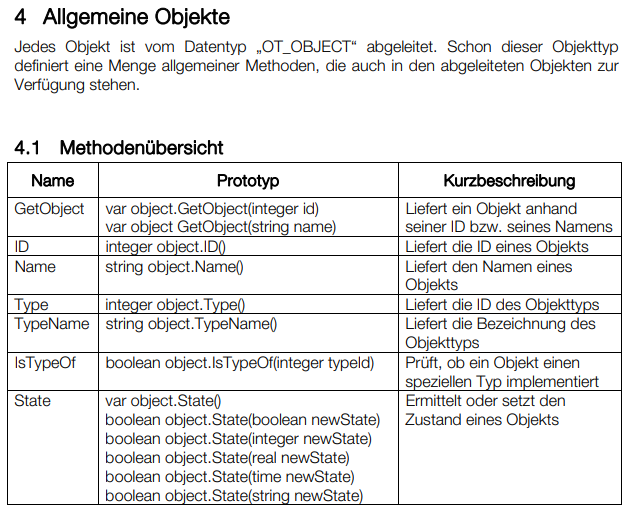 4 Allgemeine Objekte
Jedes Objekt ist vom Datentyp „OT_OBJECT“ abgeleitet. Schon dieser Objekttyp
definiert eine Menge allgemeiner Methoden, die auch in den abgeleiteten Objekten zur
Verfügung stehen.
4.1 Methodenübersicht
Name Prototyp Kurzbeschreibung
GetObject var object.GetObject(integer id) Liefert ein Objekt anhand
var object GetObject(string name) seiner ID bzw. seines Namens
ID integer object.ID() Liefert die ID eines Objekts
Name string object.Name() Liefert den Namen eines
Objekts
Type integer object.Type() Liefert die ID des Objekttyps
TypeName string object.TypeName() Liefert die Bezeichnung des
Objekttyps
IsTypeOf boolean object.IsTypeOf(integer typeId) Prüft, ob ein Objekt einen
speziellen Typ implementiert
State var object.State() Ermittelt oder setzt den
boolean object.State(boolean newState) Zustand eines Objekts
boolean object.State(integer newState)
boolean object.State(real newState)
boolean object.State(time newState)
boolean object.State(string newState)